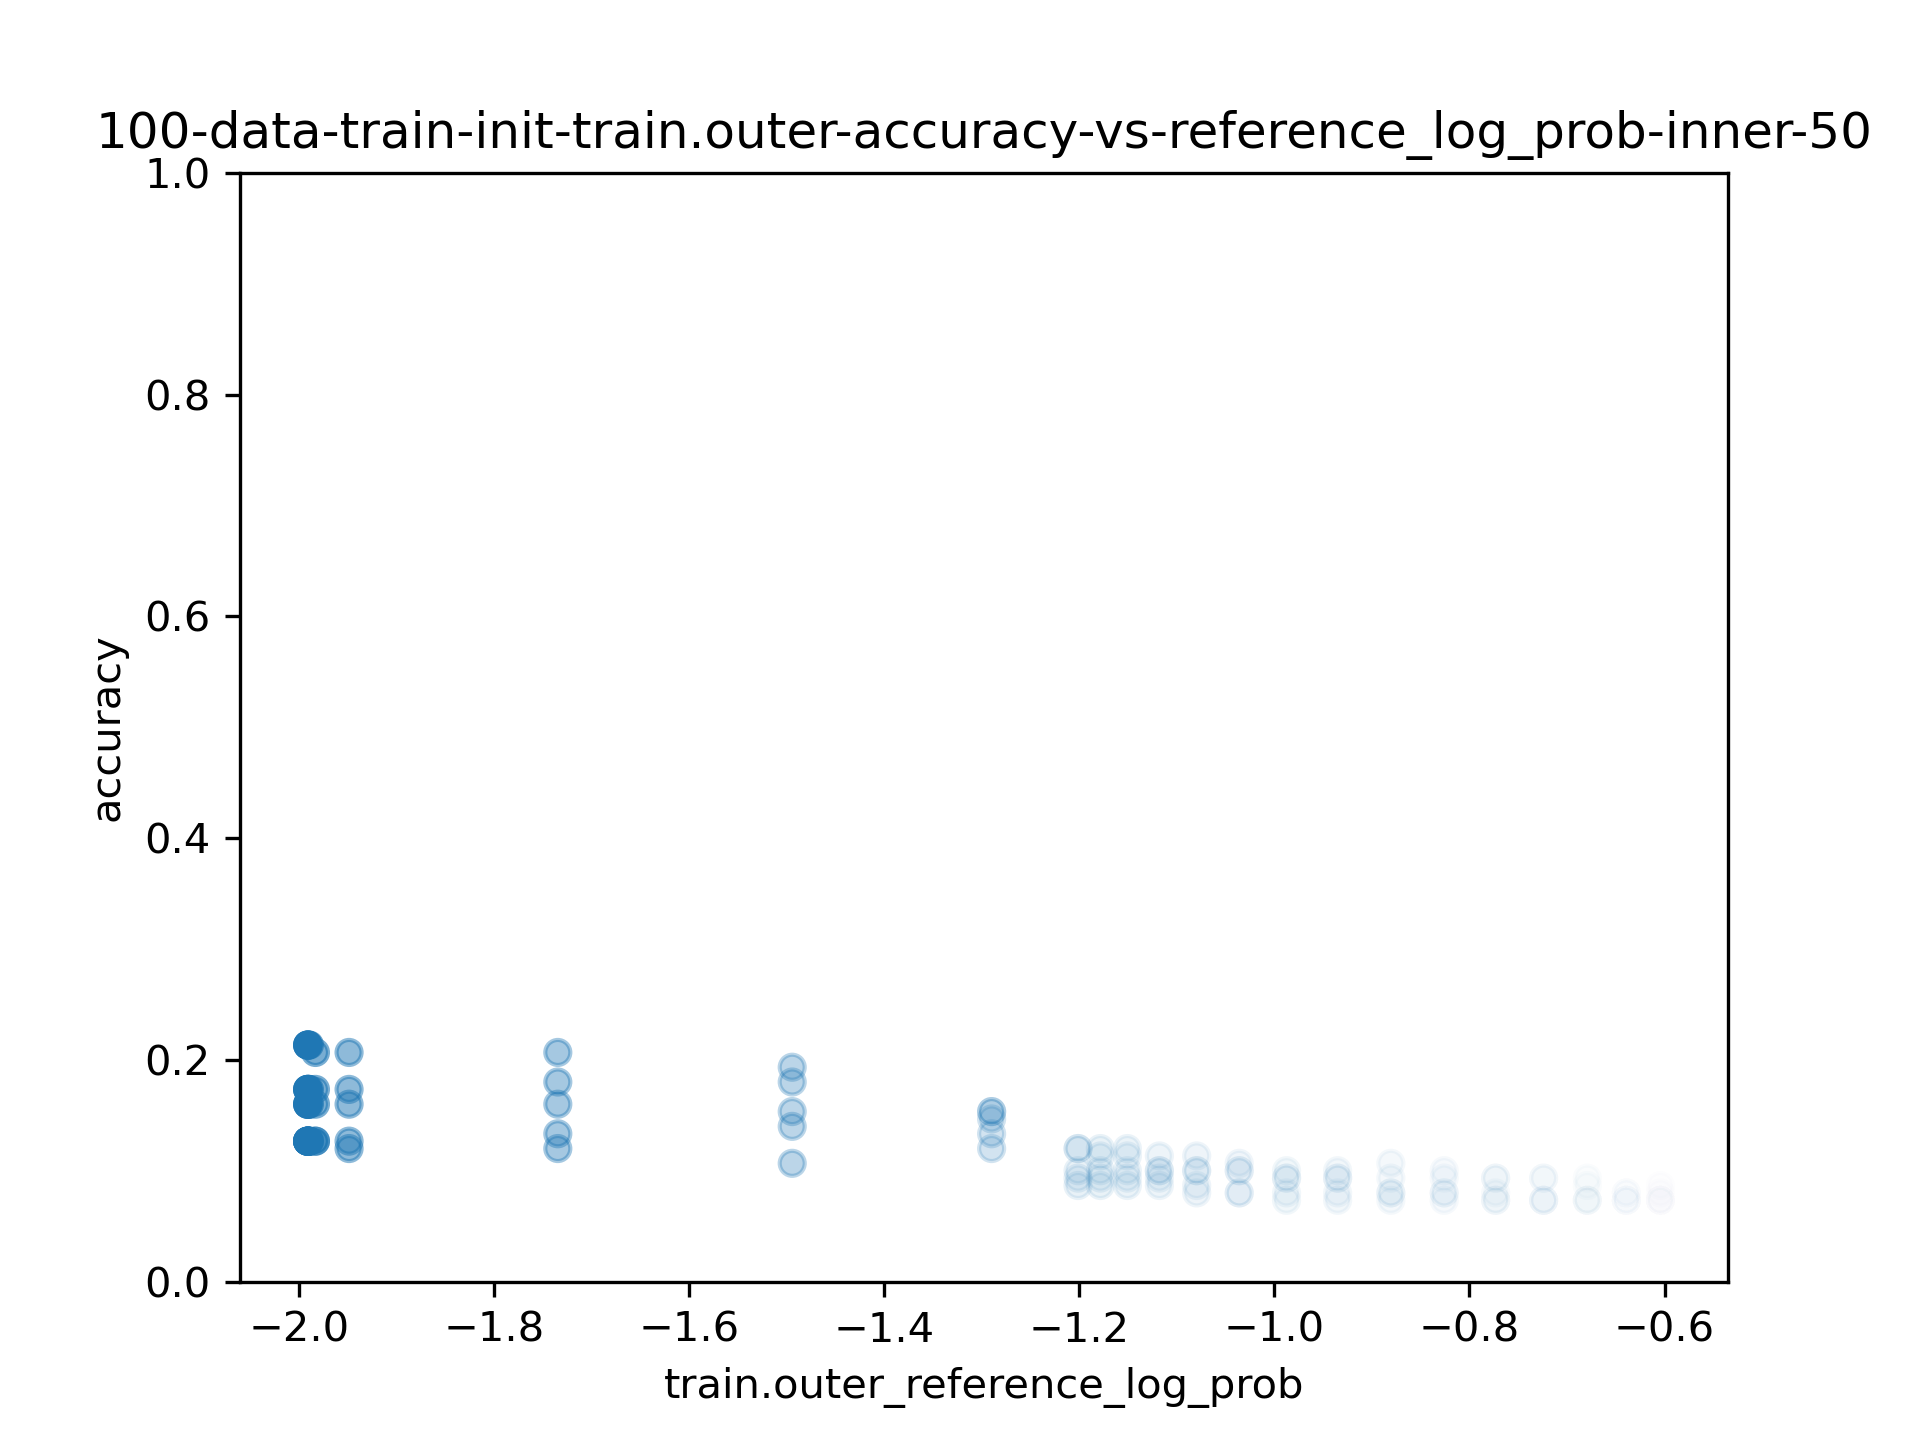 100-data-train-init-train.outer-accuracy-vs-reference_log_prob-inner-50
1.0
0.8
0.6
0.4
0.2
0.0
accuracy
−2.0 −1.8 −1.6 −1.4 −1.2 −1.0 −0.8 −0.6
train.outer_reference_log_prob